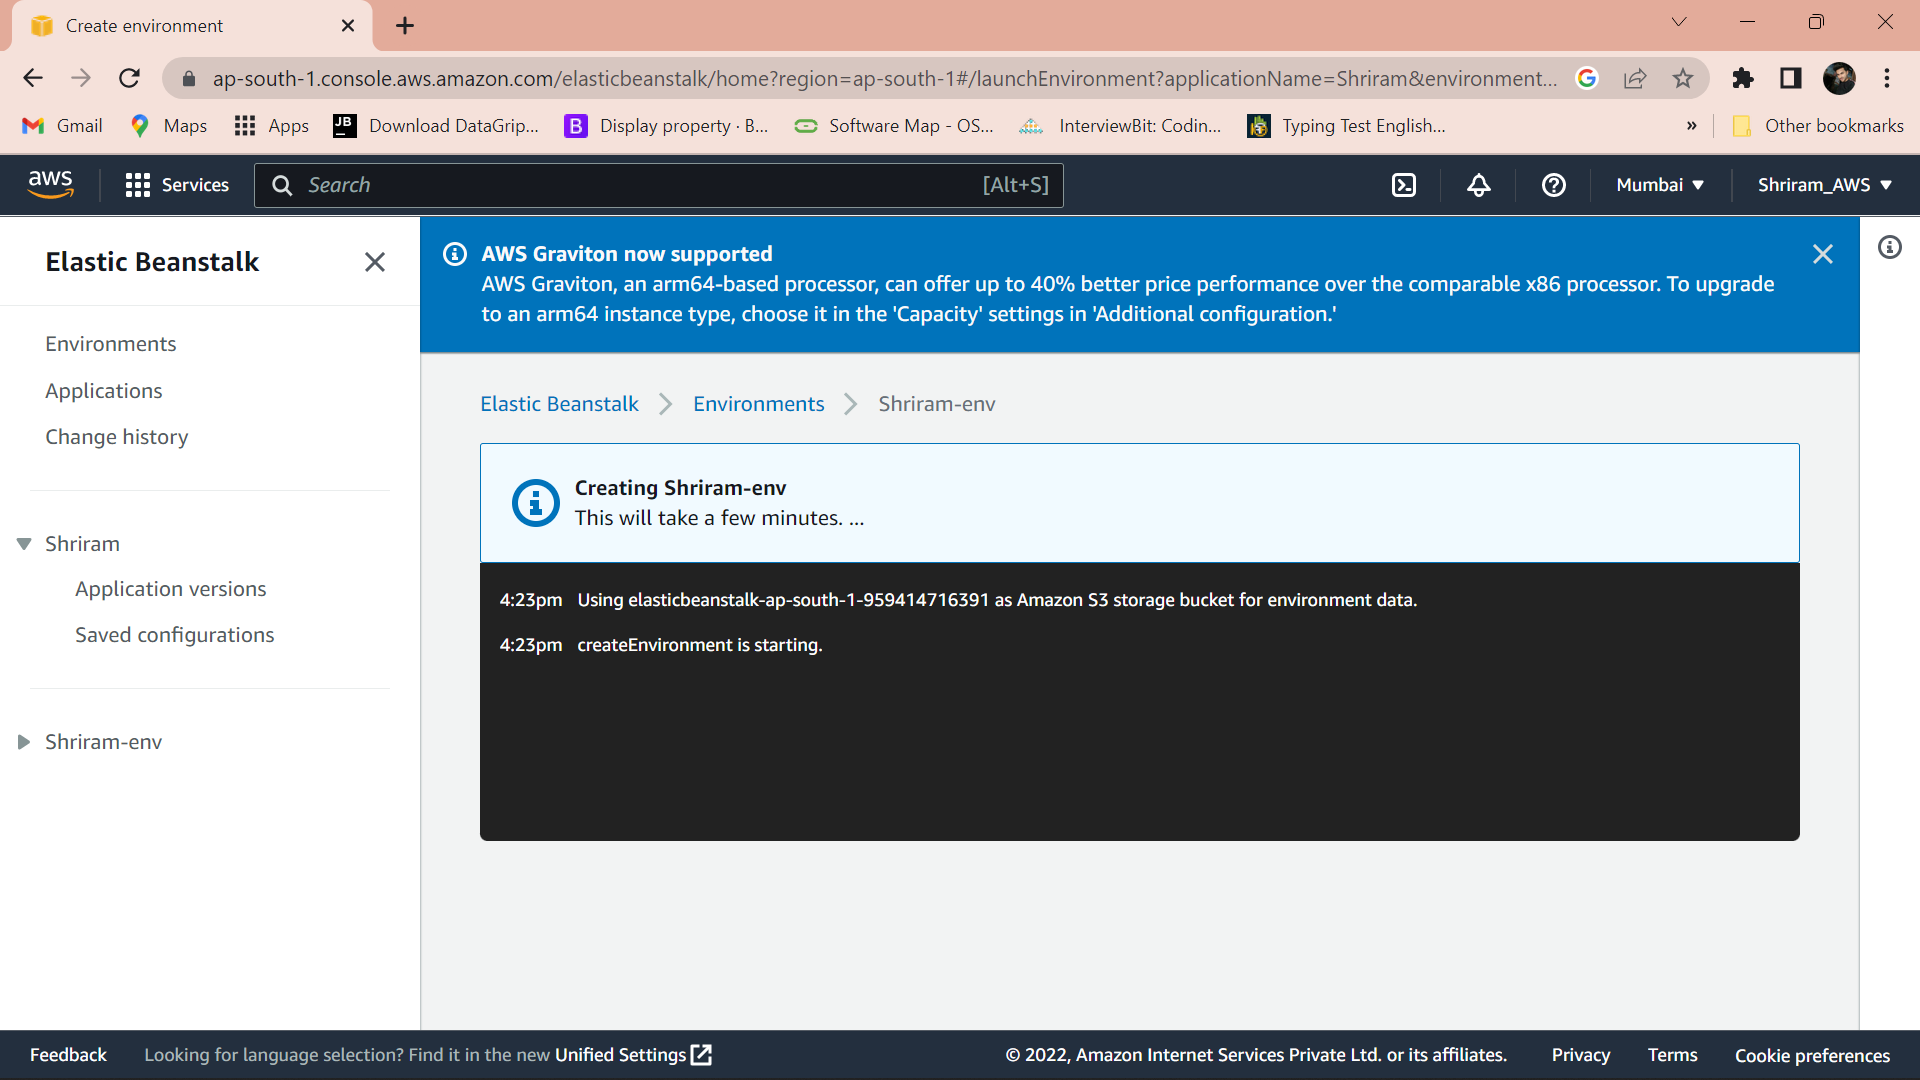 Create environment
ap-south-1.console.aws.amazon.com/elasticbeanstalk/home?region=ap-south-1#/launchEnvironment?applicationName=Shriram&environment...
Gmail Maps Apps JB Download DataGrip... B Display property · B... Software Map - OS... InterviewBit: Codin... Typing Test English... » Other bookmarks
aws Services Search [Alt+S] Mumbai Shriram_AWS
Elastic Beanstalk
Environments
Applications
Change history
Shriram
Application versions
Saved configurations
Shriram-env
AWS Graviton now supported
AWS Graviton, an arm64-based processor, can offer up to 40% better price performance over the comparable x86 processor. To upgrade
to an arm64 instance type, choose it in the 'Capacity' settings in 'Additional configuration.'
Elastic Beanstalk Environments Shriram-env
Creating Shriram-env
This will take a few minutes. ...
4:23pm Using elasticbeanstalk-ap-south-1-959414716391 as Amazon S3 storage bucket for environment data.
4:23pm createEnvironment is starting.
Feedback Looking for language selection? Find it in the new Unified Settings © 2022, Amazon Internet Services Private Ltd. or its affiliates. Privacy Terms Cookie preferences